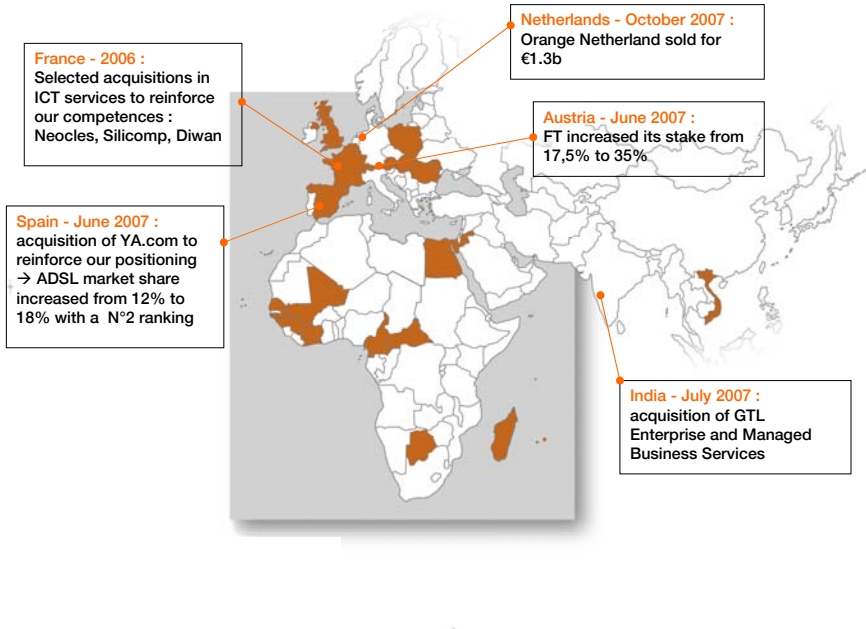 Netherlands - October 2007 :
Orange Netherland sold for
€1.3b
France - 2006 :
Selected acquisitions in
ICT services to reinforce
our competences :
Neocles, Silicomp, Diwan
Austria - June 2007 :
FT increased its stake from
17,5% to 35%
Spain - June 2007 :
acquisition of YA.com to
reinforce our positioning
→ ADSL market share
increased from 12% to
18% with a N°2 ranking
India - July 2007 :
acquisition of GTL
Enterprise and Managed
Business Services